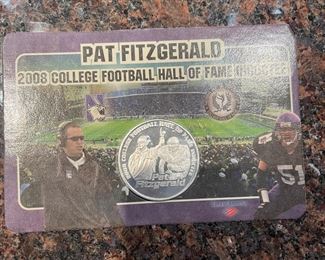 PAT FITZGERALD
2008 COLLEGE FOOTBALL HALL OF FAME INDUCTEE
N
Pat
Fitzgerald
51